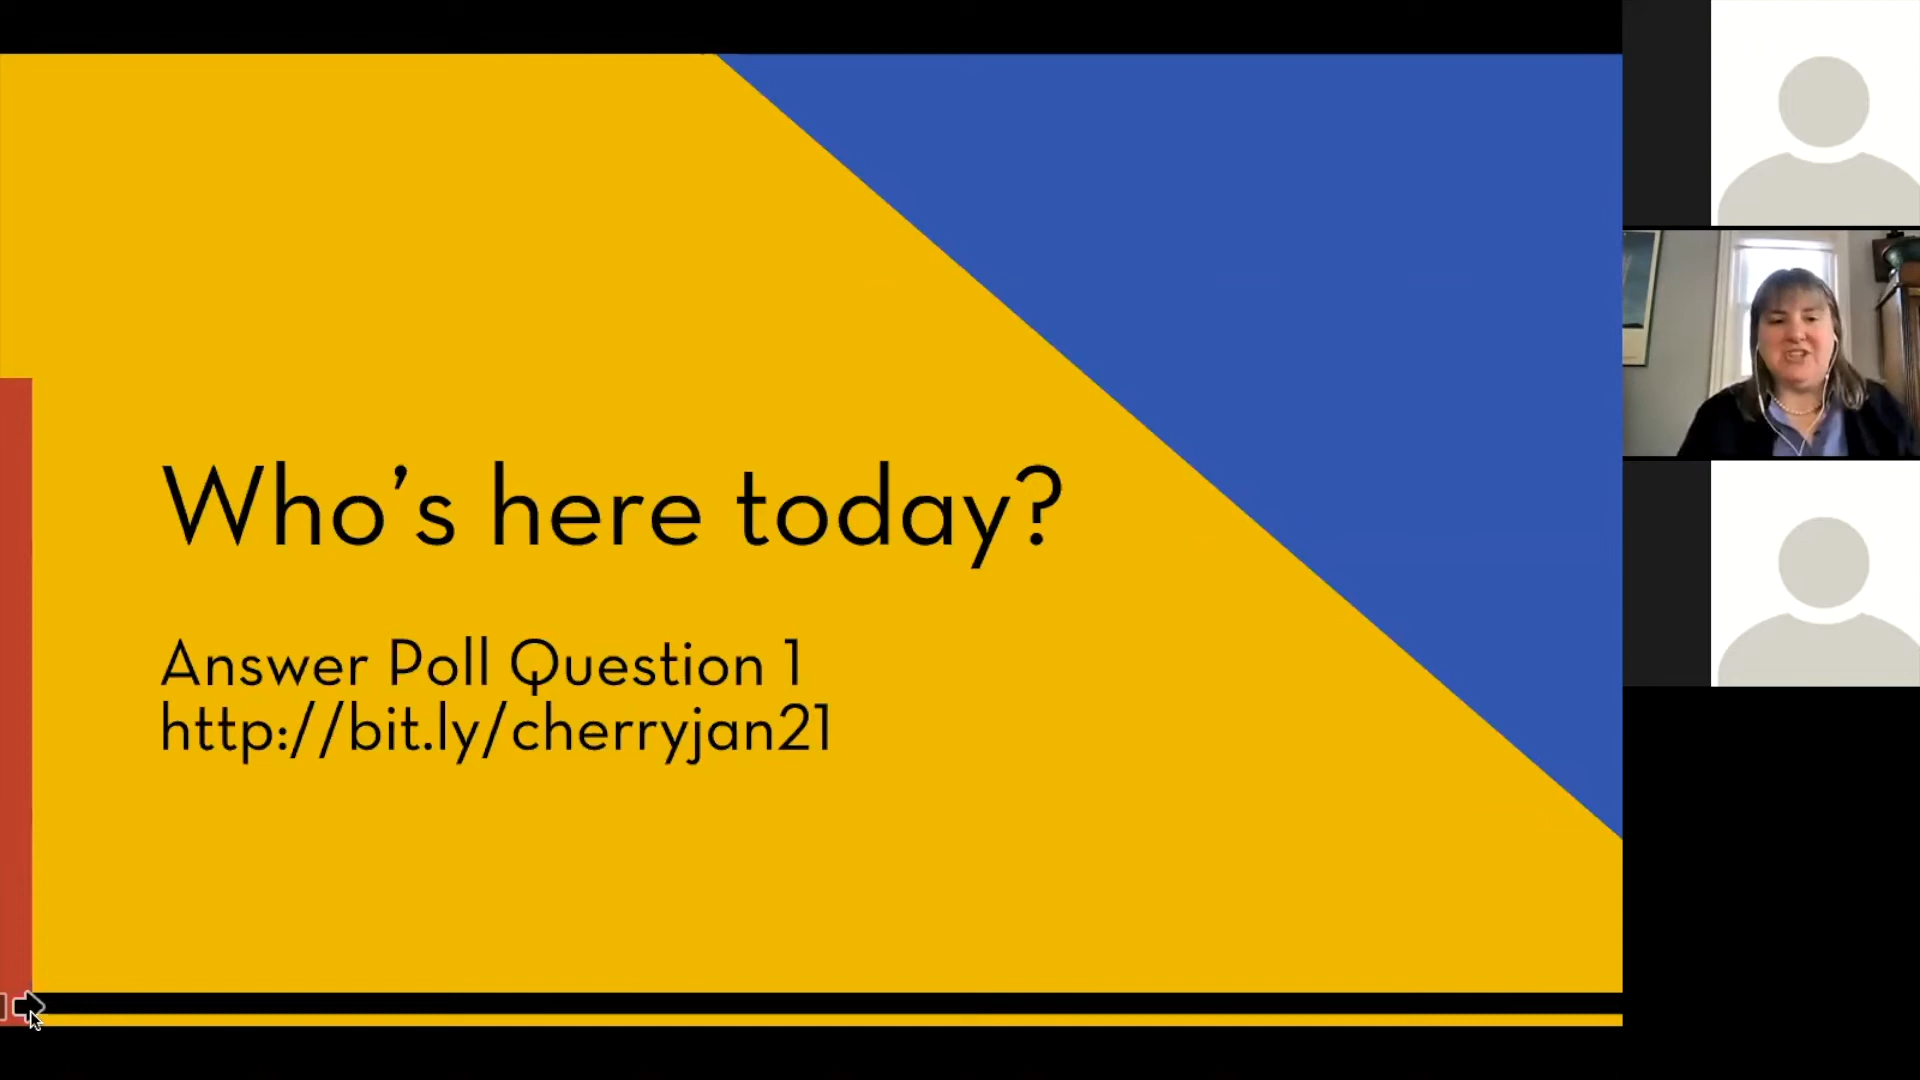 Who’s here today?
Answer Poll Question 1
http://bit.ly/cherryjan21